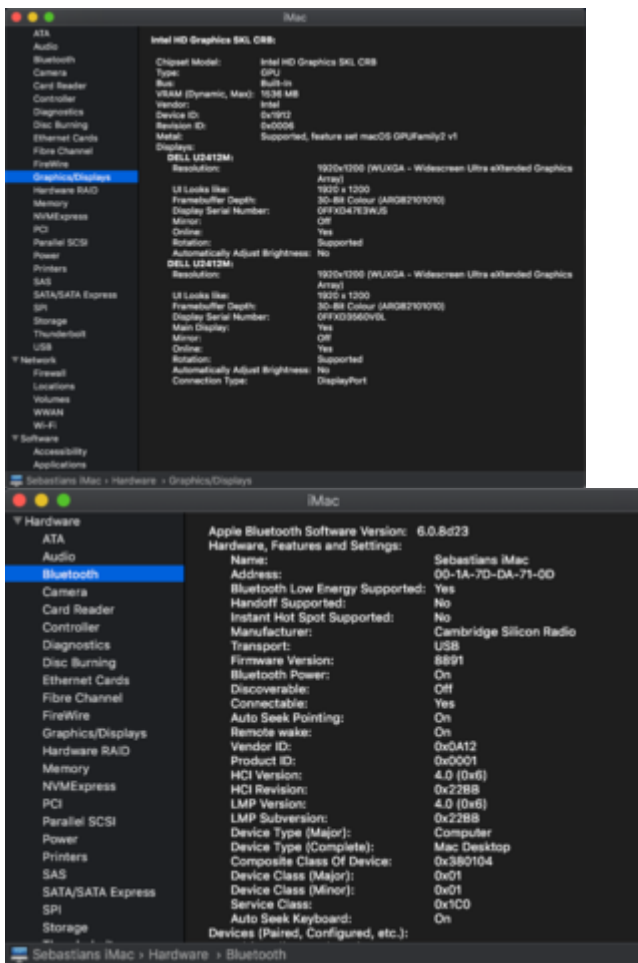 iMac
ATA
Audio
Bluetooth
Camera
Card Reader
Controller
Diagnostics
Disc Burning
Ethernet Cards
Fibre Channel
FireWire
Graphics/Displays
Hardware RAID
Memory
NVMExpress
PCI
Parallel SCSI
Power
Printers
SAS
SATA/SATA Express
SPI
Storage
Thunderbolt
USB
Network
Firewall
Locations
Volumes
WWAN
Wi-Fi
Software
Accessibility
Applications
Intel HD Graphics SKL CRB:
Chipset Model: Intel HD Graphics SKL CRB
Type: GPU
Bus: Built-In
VRAM (Dynamic, Max): 1536 MB
Vendor: Intel
Device ID: 0x1912
Revision ID: 0x0006
Metal: Supported, feature set macOS GPUFamily2 v1
Displays:
DELL U2412M:
Resolution: 1920x1200 (WUXGA - Widescreen Ultra eXtended Graphics
Array)
UI Looks like: 1920 x 1200
Framebuffer Depth: 30-Bit Colour (ARGB2101010)
Display Serial Number:
Mirror: Off
Online: Yes
Rotation: Supported
Automatically Adjust Brightness: No
DELL U2412M:
Resolution: 1920x1200 (WUXGA - Widescreen Ultra eXtended Graphics
Array)
UI Looks like: 1920 x 1200
Framebuffer Depth: 30-Bit Colour (ARGB2101010)
Display Serial Number:
Main Display: Yes
Mirror: Off
Online: Yes
Rotation: Supported
Automatically Adjust Brightness: No
Connection Type: DisplayPort
Sebastians iMac › Hardware › Graphics/Displays
iMac
Hardware
ATA
Audio
Bluetooth
Camera
Card Reader
Controller
Diagnostics
Disc Burning
Ethernet Cards
Fibre Channel
FireWire
Graphics/Displays
Hardware RAID
Memory
NVMExpress
PCI
Parallel SCSI
Power
Printers
SAS
SATA/SATA Express
SPI
Storage
Apple Bluetooth Software Version: 6.0.8d23
Hardware, Features and Settings:
Name: Sebastians iMac
Address: 00-1A-7D-DA-71-0D
Bluetooth Low Energy Supported: Yes
Handoff Supported: No
Instant Hot Spot Supported: No
Manufacturer: Cambridge Silicon Radio
Transport: USB
Firmware Version: 8891
Bluetooth Power: On
Discoverable: Off
Connectable: Yes
Auto Seek Pointing: On
Remote wake: On
Vendor ID: 0x0A12
Product ID: 0x0001
HCI Version: 4.0 (0x6)
HCI Revision: 0x22BB
LMP Version: 4.0 (0x6)
LMP Subversion: 0x22BB
Device Type (Major): Computer
Device Type (Complete): Mac Desktop
Composite Class Of Device: 0x380104
Device Class (Major): 0x01
Device Class (Minor): 0x01
Service Class: 0x1C0
Auto Seek Keyboard: On
Devices (Paired, Configured, etc.):
Sebastians iMac › Hardware › Bluetooth